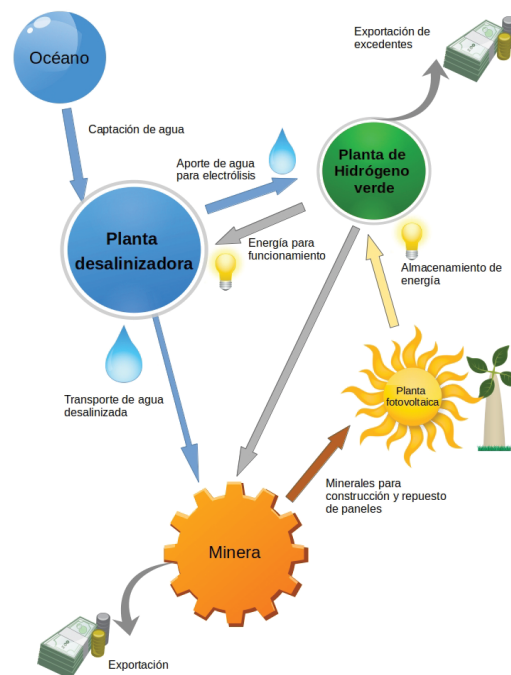 Exportación de
excedentes
Océano
Captación de agua
Aporte de agua
para electrólisis
Planta de
Hidrógeno
verde
Planta
desalinizadora
Energía para
funcionamiento
Almacenamiento de
energía
Transporte de agua
desalinizada
Planta
fotovoltaica
Minerales para
construcción y repuesto
de paneles
Minera
Exportación